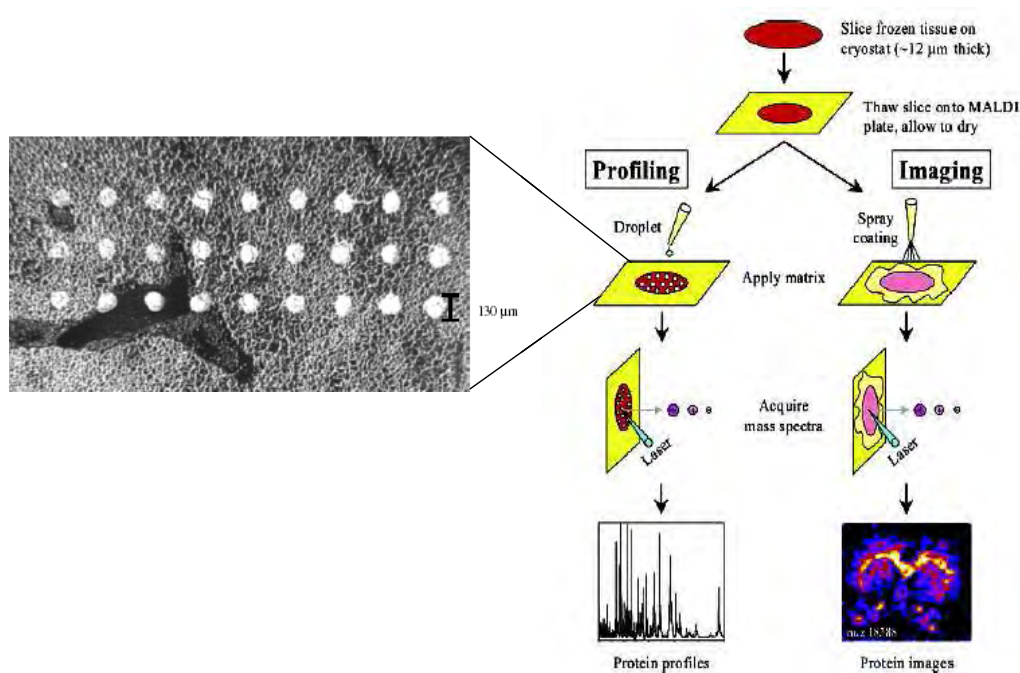 Slice frozen tissue on
cryostat (~12 μm thick)
Thaw slice onto MALDI
plate, allow to dry
Profiling
Imaging
Droplet
Spray
coating
Apply matrix
130 μm
Acquire
mass spectra
Laser
Laser
m/z 18388
Protein profiles
Protein images